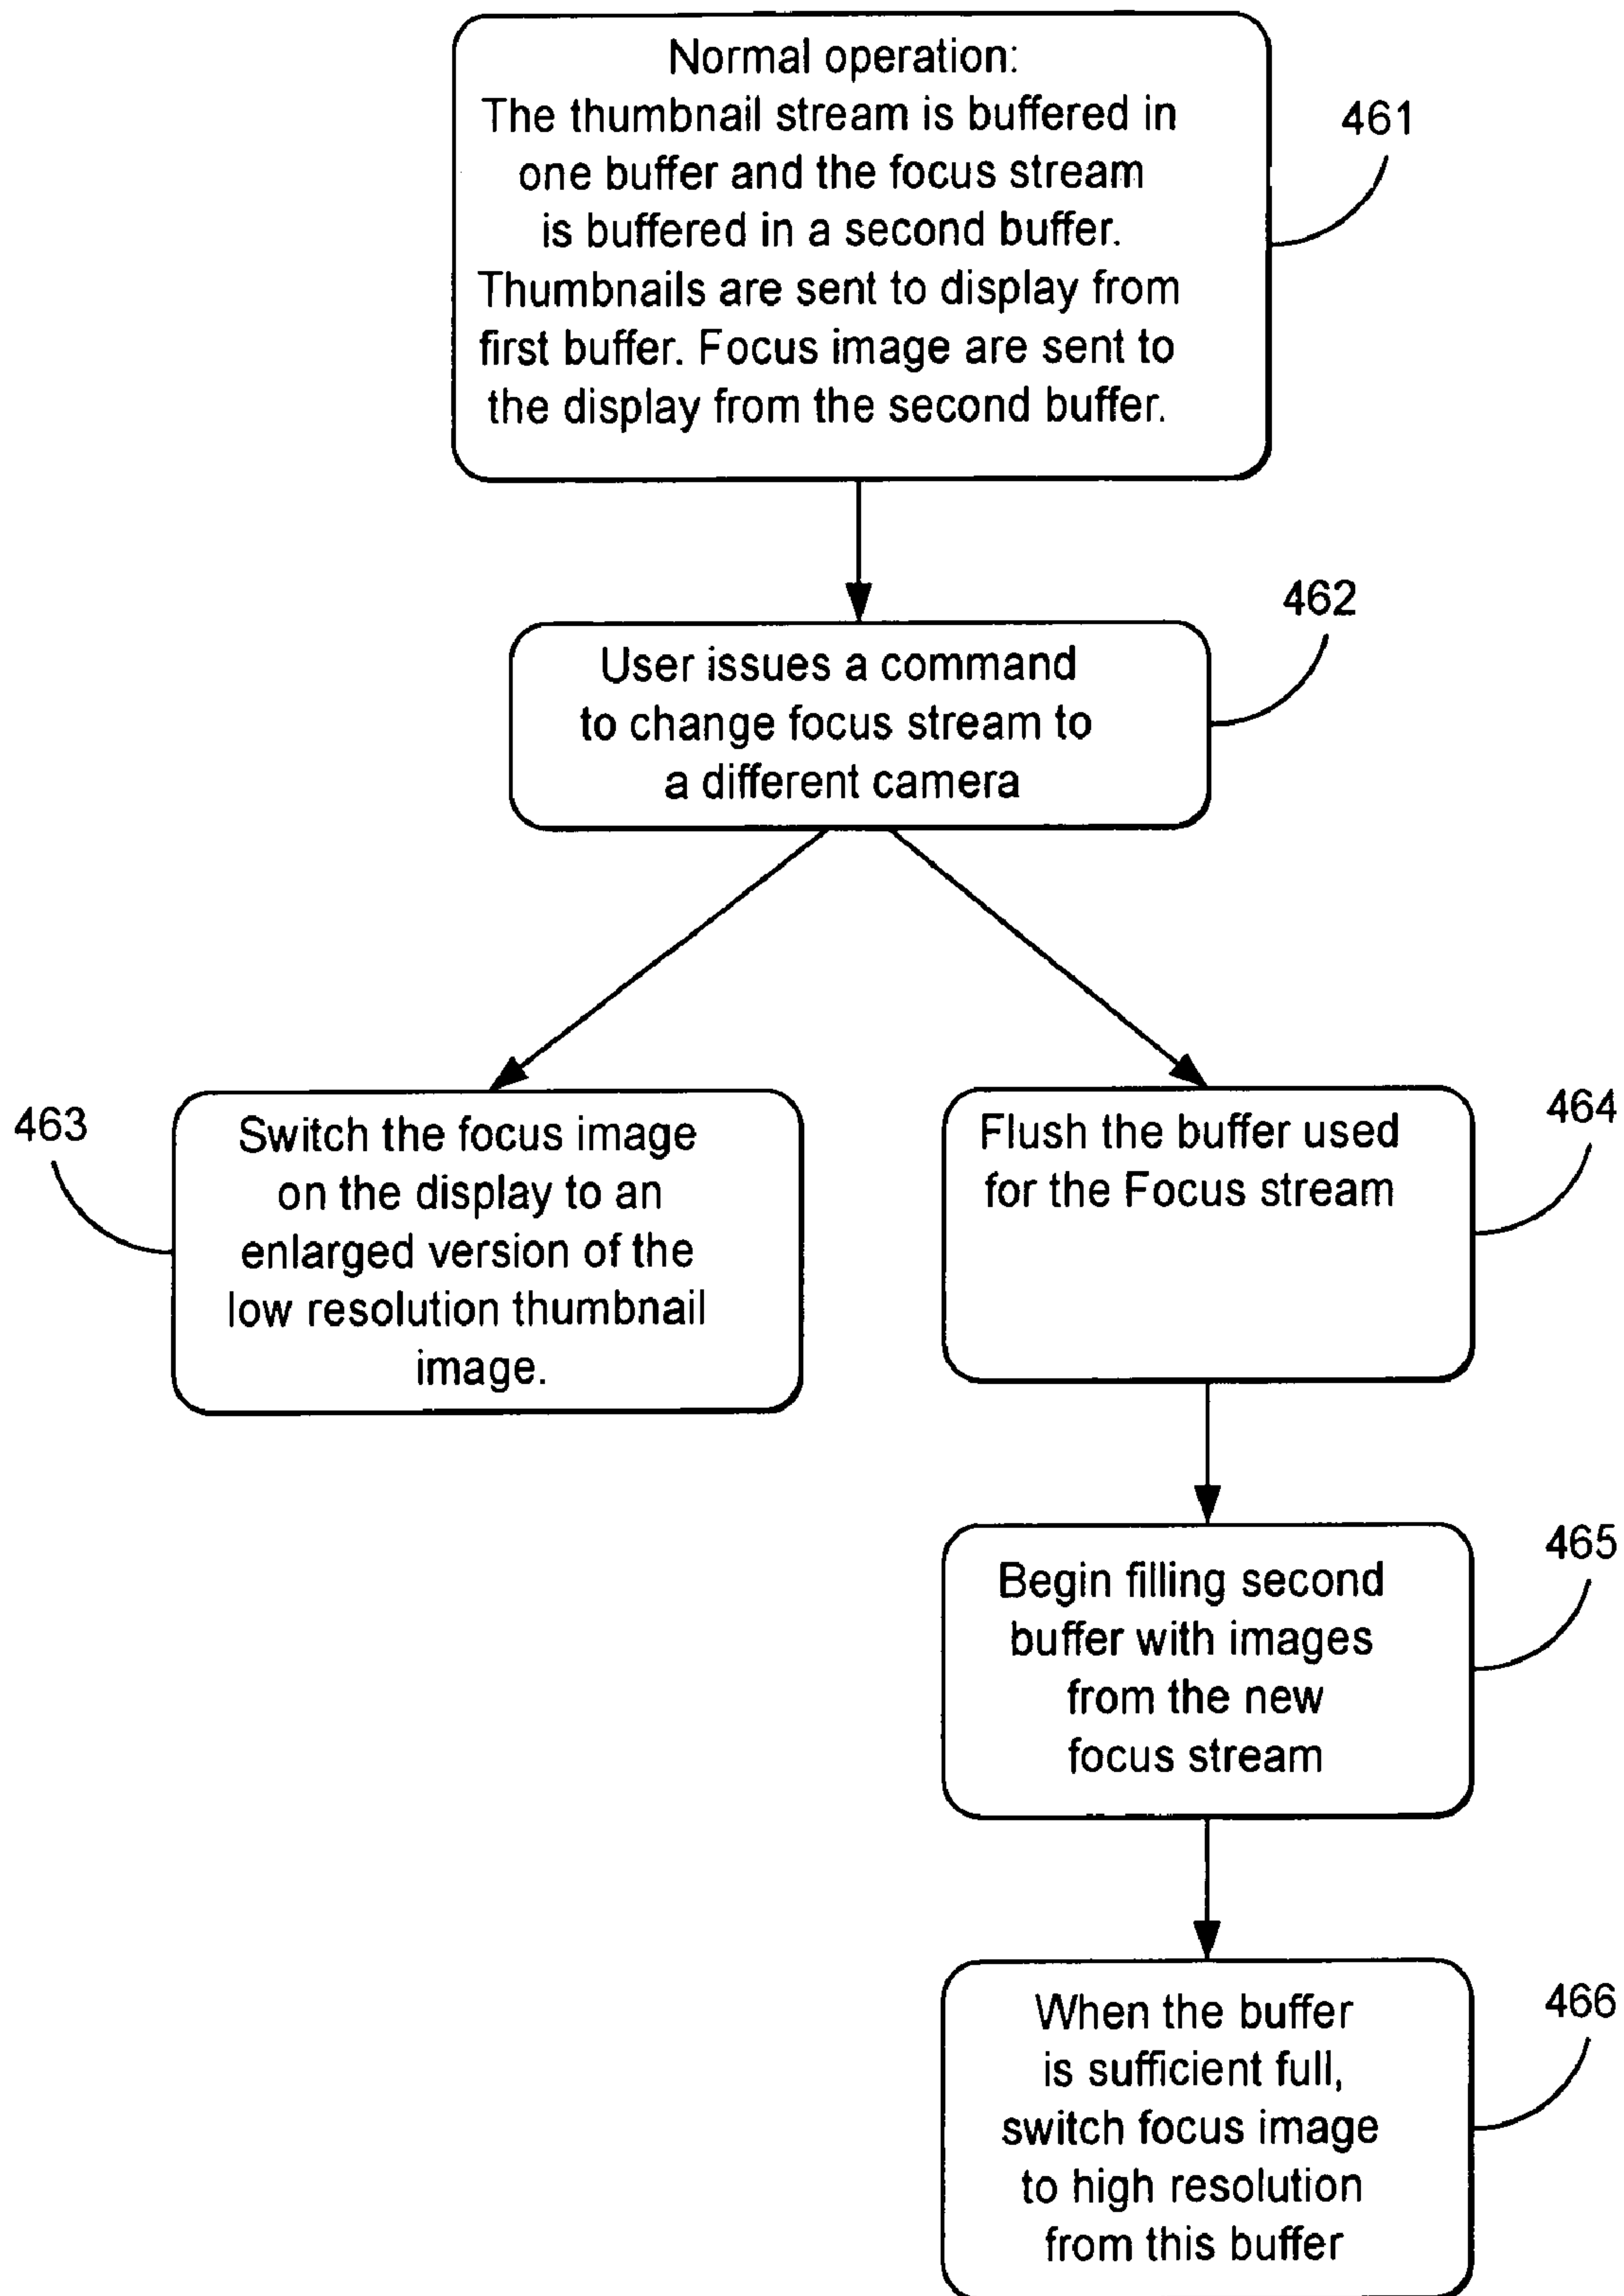 Normal operation:
The thumbnail stream is buffered in
one buffer and the focus stream
is buffered in a second buffer.
Thumbnails are sent to display from
first buffer. Focus image are sent to
the display from the second buffer.
461
462
User issues a command
to change focus stream to
a different camera
463
Switch the focus image
on the display to an
enlarged version of the
low resolution thumbnail
image.
464
Flush the buffer used
for the Focus stream
465
Begin filling second
buffer with images
from the new
focus stream
466
When the buffer
is sufficient full,
switch focus image
to high resolution
from this buffer